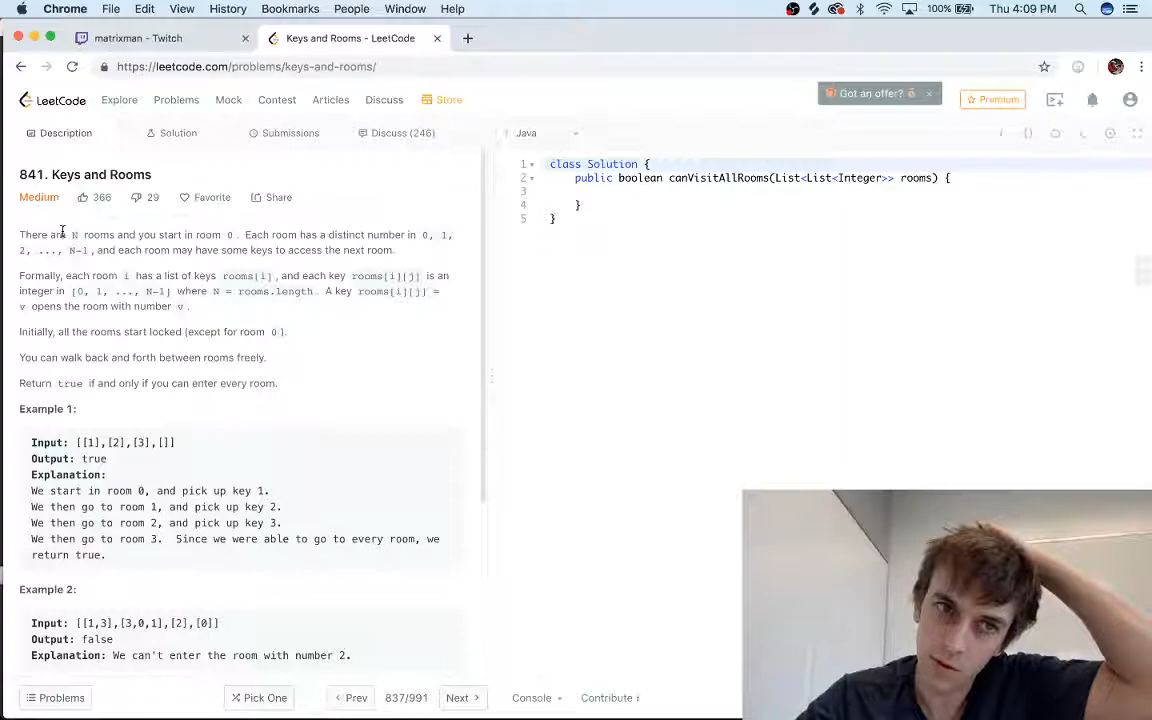 Chrome File Edit View History Bookmarks People Window Help 100% Thu 4:09 PM
matrixman - Twitch × Keys and Rooms - LeetCode × +
https://leetcode.com/problems/keys-and-rooms/
LeetCode Explore Problems Mock Contest Articles Discuss Store Got an offer? × Premium
Description Solution Submissions Discuss (246) Java
841. Keys and Rooms
Medium 366 29 Favorite Share
There are N rooms and you start in room 0 . Each room has a distinct number in 0, 1,
2, ..., N-1 , and each room may have some keys to access the next room.
Formally, each room i has a list of keys rooms[i] , and each key rooms[i][j] is an
integer in [0, 1, ..., N-1] where N = rooms.length . A key rooms[i][j] =
v opens the room with number v .
Initially, all the rooms start locked (except for room 0 ).
You can walk back and forth between rooms freely.
Return true if and only if you can enter every room.
Example 1:
Input: [[1],[2],[3],[]]
Output: true
Explanation:
We start in room 0, and pick up key 1.
We then go to room 1, and pick up key 2.
We then go to room 2, and pick up key 3.
We then go to room 3. Since we were able to go to every room, we
return true.
Example 2:
Input: [[1,3],[3,0,1],[2],[0]]
Output: false
Explanation: We can't enter the room with number 2.
Problems Pick One Prev 837/991 Next Console Contribute
1 class Solution {
2 public boolean canVisitAllRooms(List<List<Integer>> rooms) {
3
4 }
5 }